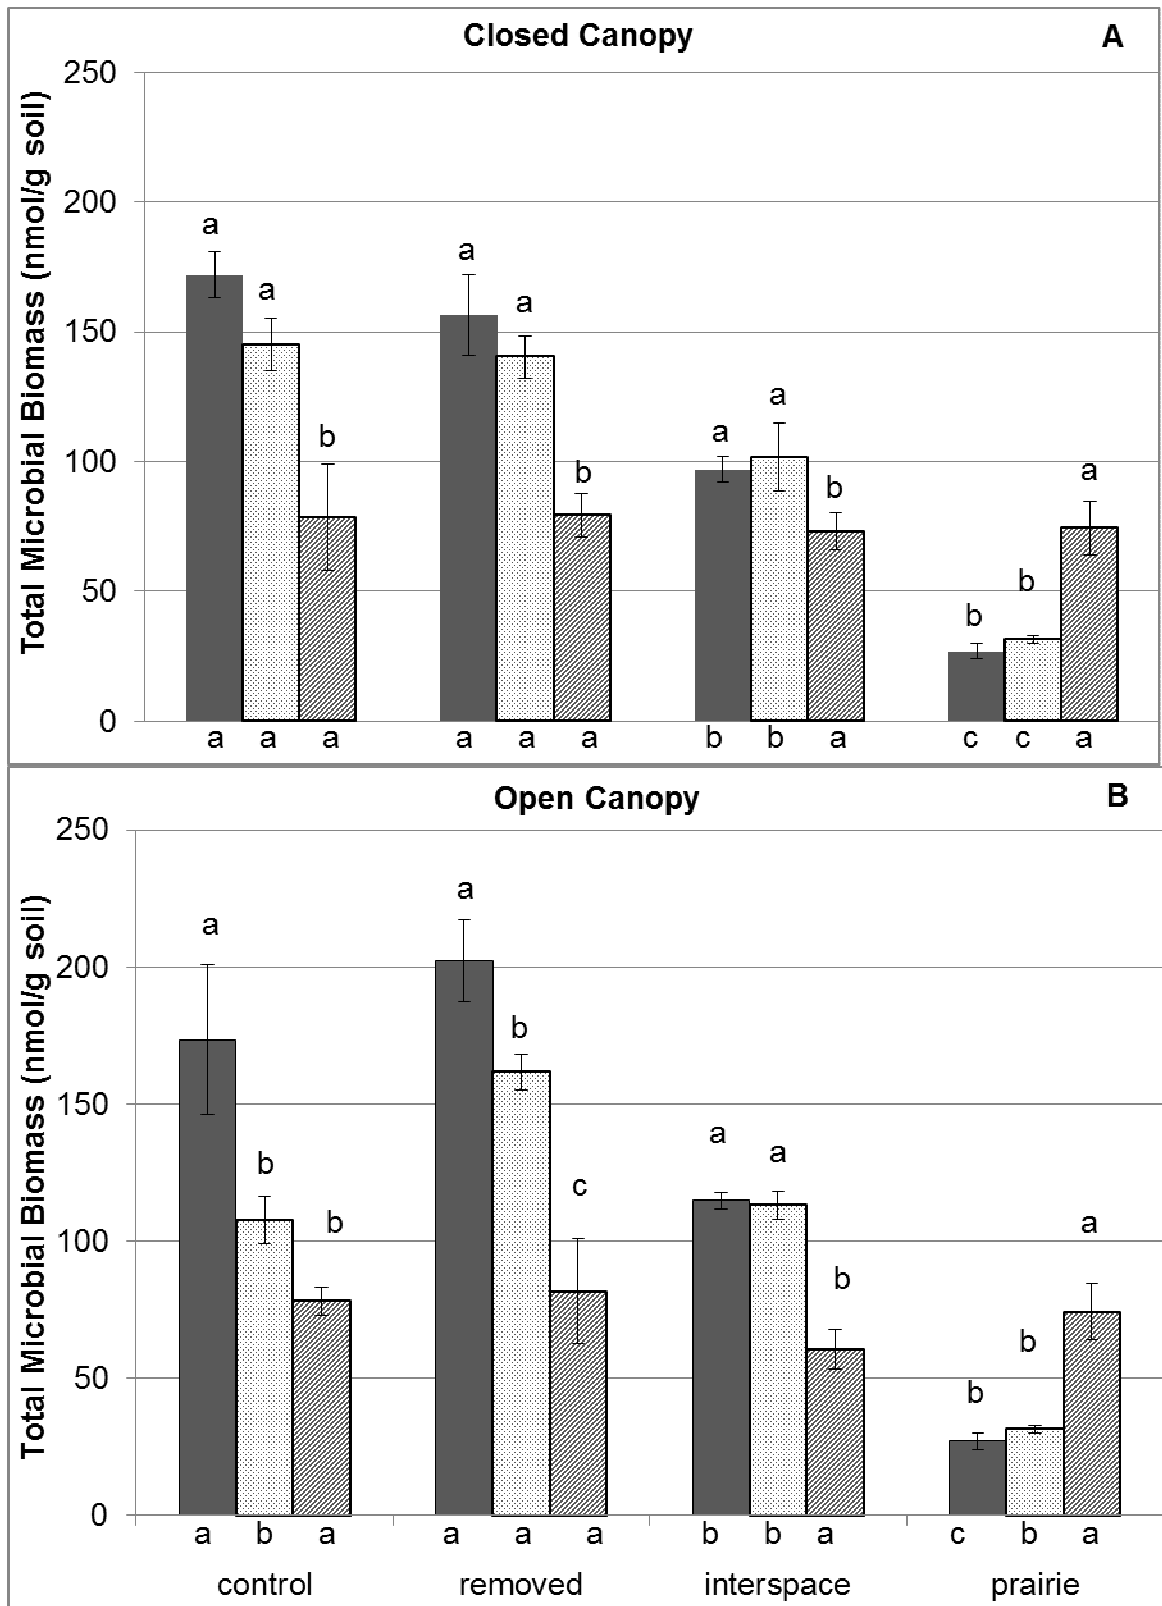 Closed Canopy A
Total Microbial Biomass (nmol/g soil)
250
200
150
100
50
0
a a b a a b a a b b b a
a a a a a a b b a c c a
Open Canopy B
Total Microbial Biomass (nmol/g soil)
250
200
150
100
50
0
a b b a b c a a b b b a
a b a a a a b b a c b a
control removed interspace prairie